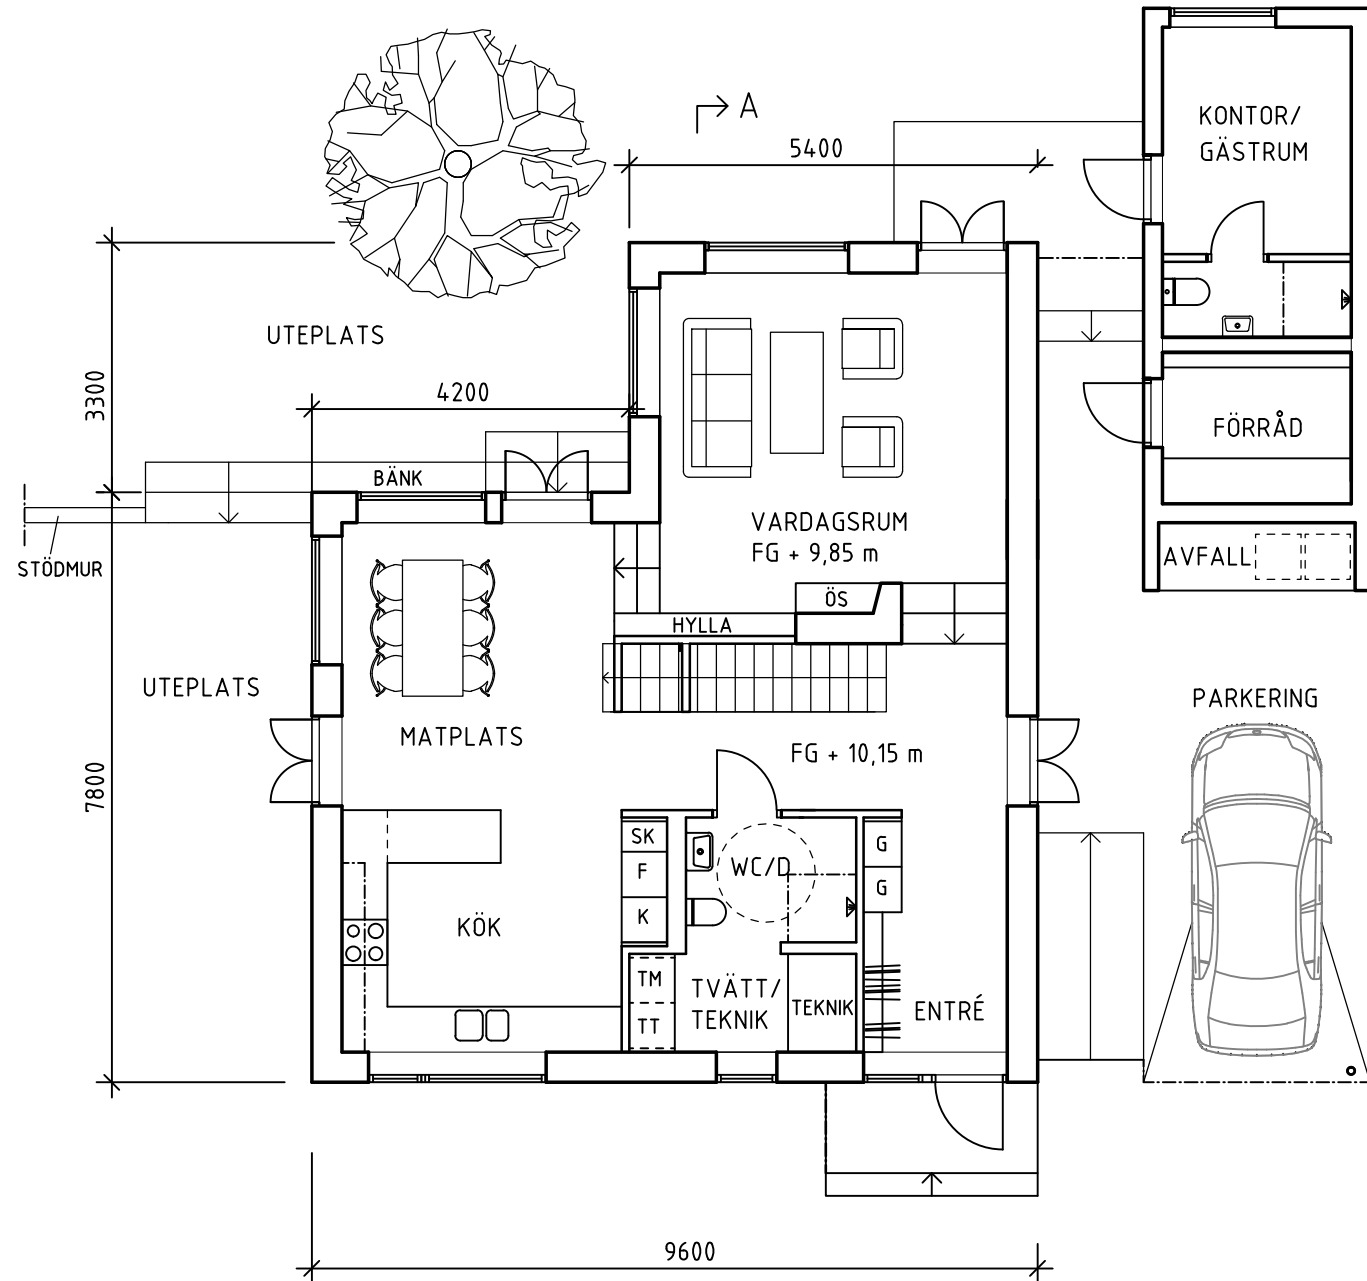 A
5400
KONTOR/
GÄSTRUM
UTEPLATS
3300
4200
FÖRRÅD
BÄNK
VARDAGSRUM
FG + 9,85 m
STÖDMUR
AVFALL
ÖS
HYLLA
UTEPLATS
PARKERING
MATPLATS
FG + 10,15 m
7800
SK
F
K
WC/D
G
G
KÖK
TM
TT
TVÄTT/
TEKNIK
TEKNIK
ENTRÉ
9600